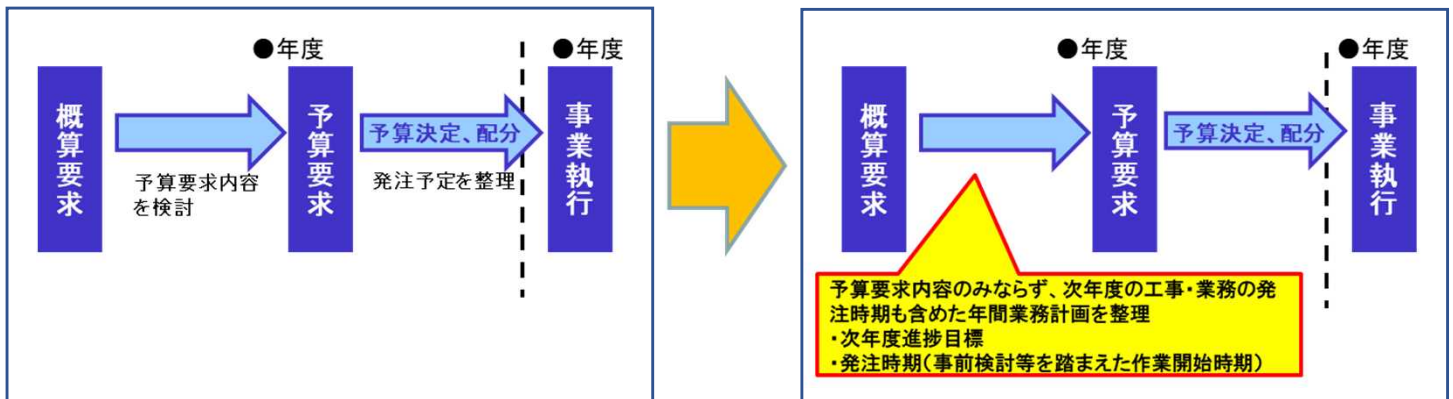 ●年度
●年度
概算要求
予算要求
予算決定、配分
事業執行
予算要求内容
を検討
発注予定を整理
●年度
●年度
概算要求
予算要求
予算決定、配分
事業執行
予算要求内容のみならず、次年度の工事・業務の発
注時期も含めた年間業務計画を整理
・次年度進捗目標
・発注時期(事前検討等を踏まえた作業開始時期)